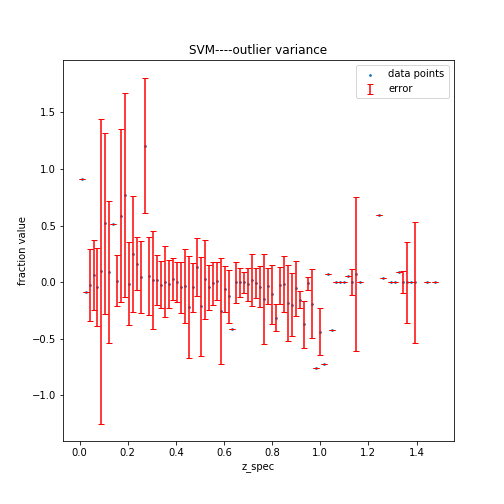 SVM----outlier variance
data points
error
fraction value
1.5
1.0
0.5
0.0
−0.5
−1.0
0.0 0.2 0.4 0.6 0.8 1.0 1.2 1.4
z_spec